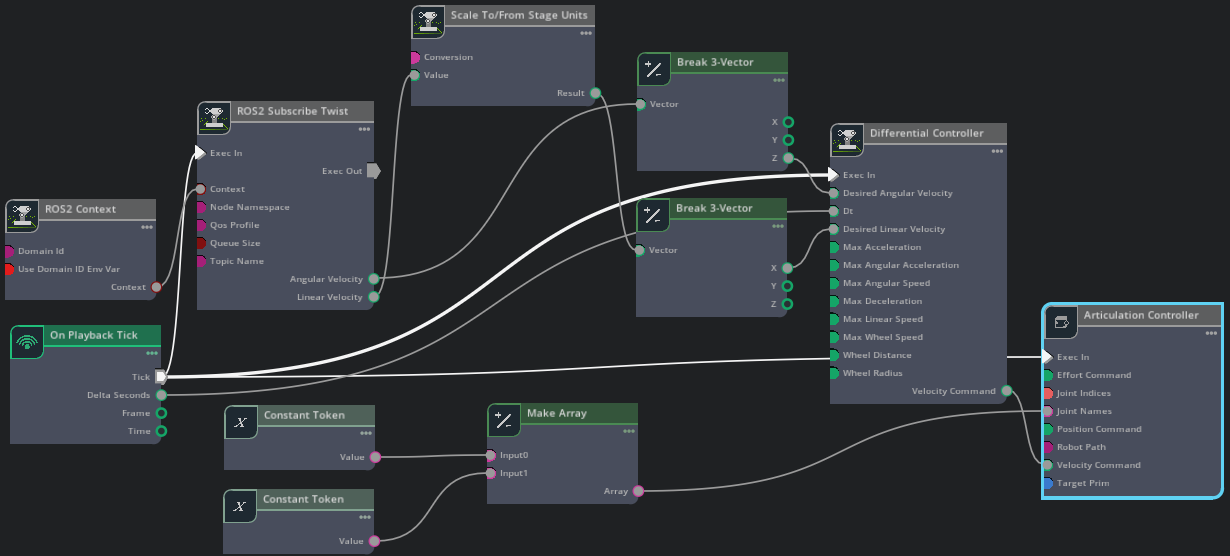 Scale To/From Stage Units
Conversion
Value
Result
Break 3-Vector
Vector
X
Y
Z
ROS2 Subscribe Twist
Exec In
Exec Out
Context
Node Namespace
Qos Profile
Queue Size
Topic Name
Angular Velocity
Linear Velocity
Differential Controller
Exec In
Desired Angular Velocity
Dt
Desired Linear Velocity
Max Acceleration
Max Angular Acceleration
Max Angular Speed
Max Deceleration
Max Linear Speed
Max Wheel Speed
Wheel Distance
Wheel Radius
Velocity Command
ROS2 Context
Domain Id
Use Domain ID Env Var
Context
Break 3-Vector
Vector
X
Y
Z
On Playback Tick
Tick
Delta Seconds
Frame
Time
Articulation Controller
Exec In
Effort Command
Joint Indices
Joint Names
Position Command
Robot Path
Velocity Command
Target Prim
X
Constant Token
Value
Make Array
Input0
Input1
Array
X
Constant Token
Value